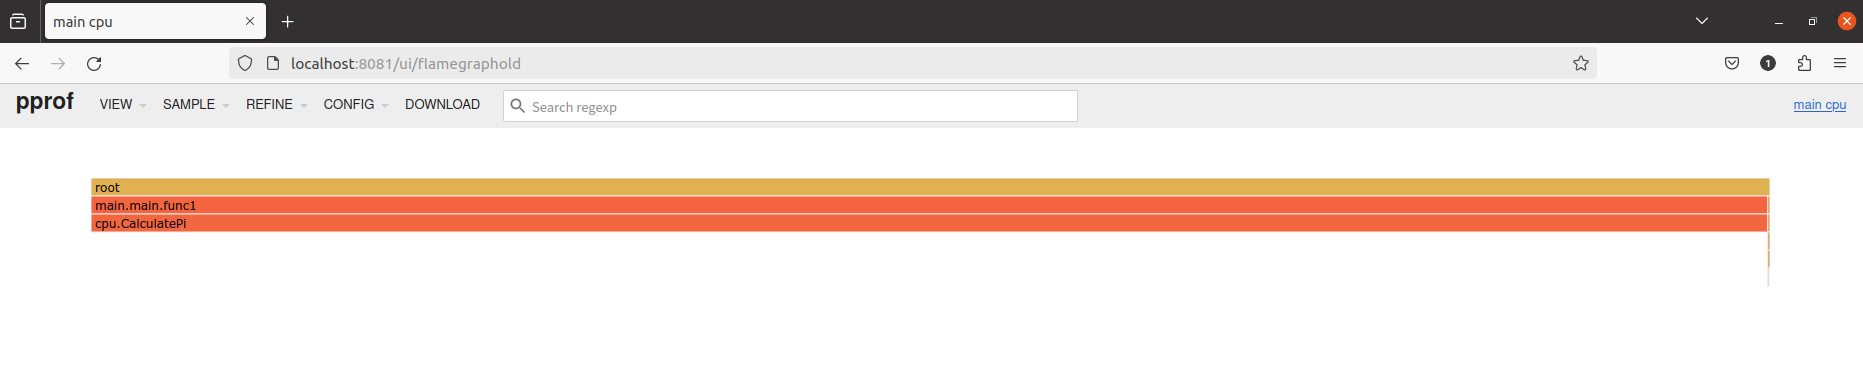 main cpu
localhost:8081/ui/flamegraphold
1
pprof VIEW SAMPLE REFINE CONFIG DOWNLOAD Search regexp main cpu
root
main.main.func1
cpu.CalculatePi